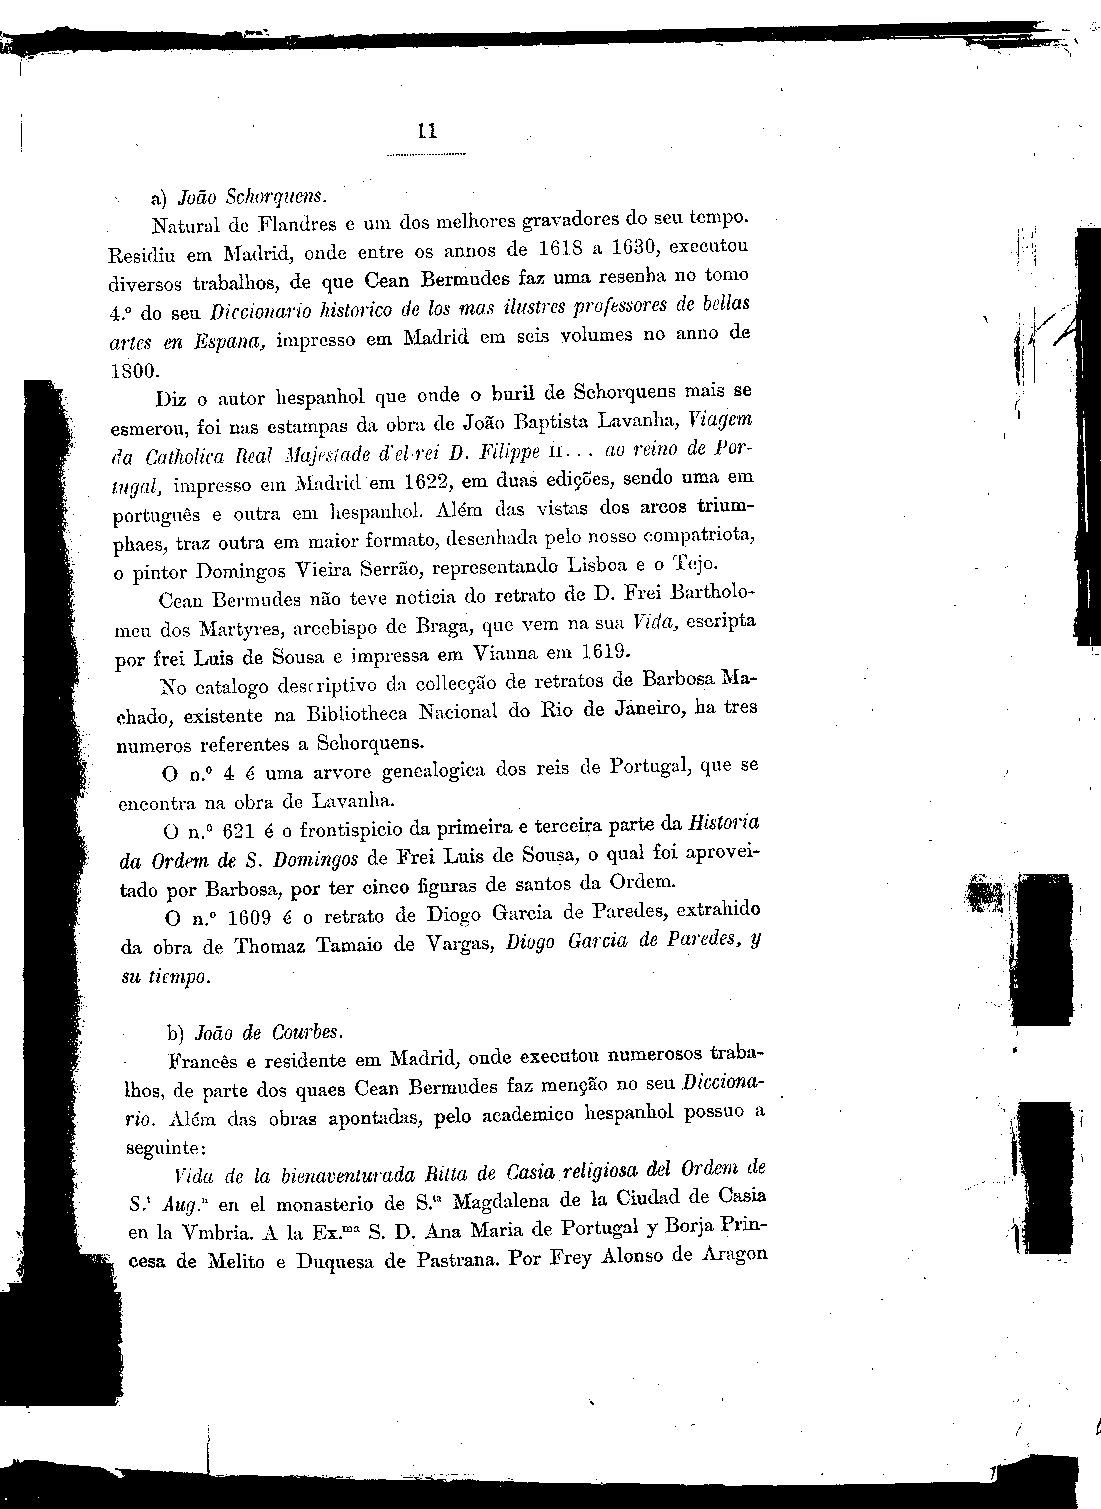 11
a) João Schorquens.
Natural de Flandres e um dos melhores gravadores do seu tempo.
Residiu em Madrid, onde entre os annos de 1618 a 1630, executou
diversos trabalhos, de que Cean Bermudes faz uma resenha no tomo
4.º do seu Diccionario historico de los mas ilustres professores de bellas
artes en Espana, impresso em Madrid em seis volumes no anno de
1800.
Diz o autor hespanhol que onde o buril de Schorquens mais se
esmerou, foi nas estampas da obra de João Baptista Lavanha, Viagem
da Catholica Real Majestade d'el-rei D. Filippe II... ao reino de Por-
tugal, impresso em Madrid em 1622, em duas edições, sendo uma em
português e outra em hespanhol. Além das vistas dos arcos trium-
phaes, traz outra em maior formato, desenhada pelo nosso compatriota,
o pintor Domingos Vieira Serrão, representando Lisboa e o Tejo.
Cean Bermudes não teve noticia do retrato de D. Frei Bartholo-
meu dos Martyres, arcebispo de Braga, que vem na sua Vida, escripta
por frei Luis de Sousa e impressa em Vianna em 1619.
No catalogo descriptivo da collecção de retratos de Barbosa Ma-
chado, existente na Bibliotheca Nacional do Rio de Janeiro, ha tres
numeros referentes a Schorquens.
O n.º 4 é uma arvore genealogica dos reis de Portugal, que se
encontra na obra de Lavanha.
O n.º 621 é o frontispicio da primeira e terceira parte da Historia
da Ordem de S. Domingos de Frei Luis de Sousa, o qual foi aprovei-
tado por Barbosa, por ter cinco figuras de santos da Ordem.
O n.º 1609 é o retrato de Diogo Garcia de Paredes, extrahido
da obra de Thomaz Tamaio de Vargas, Diogo Garcia de Paredes, y
su tiempo.
b) João de Courbes.
Francês e residente em Madrid, onde executou numerosos traba-
lhos, de parte dos quaes Cean Bermudes faz menção no seu Dicciona-
rio. Além das obras apontadas, pelo academico hespanhol possuo a
seguinte:
Vida de la bienaventurada Ritta de Casia religiosa del Ordem de
S.t Aug.n en el monasterio de S.ta Magdalena de la Ciudad de Casia
en la Vmbria. A la Ex.ma S. D. Ana Maria de Portugal y Borja Prin-
cesa de Melito e Duquesa de Pastrana. Por Frey Alonso de Aragon